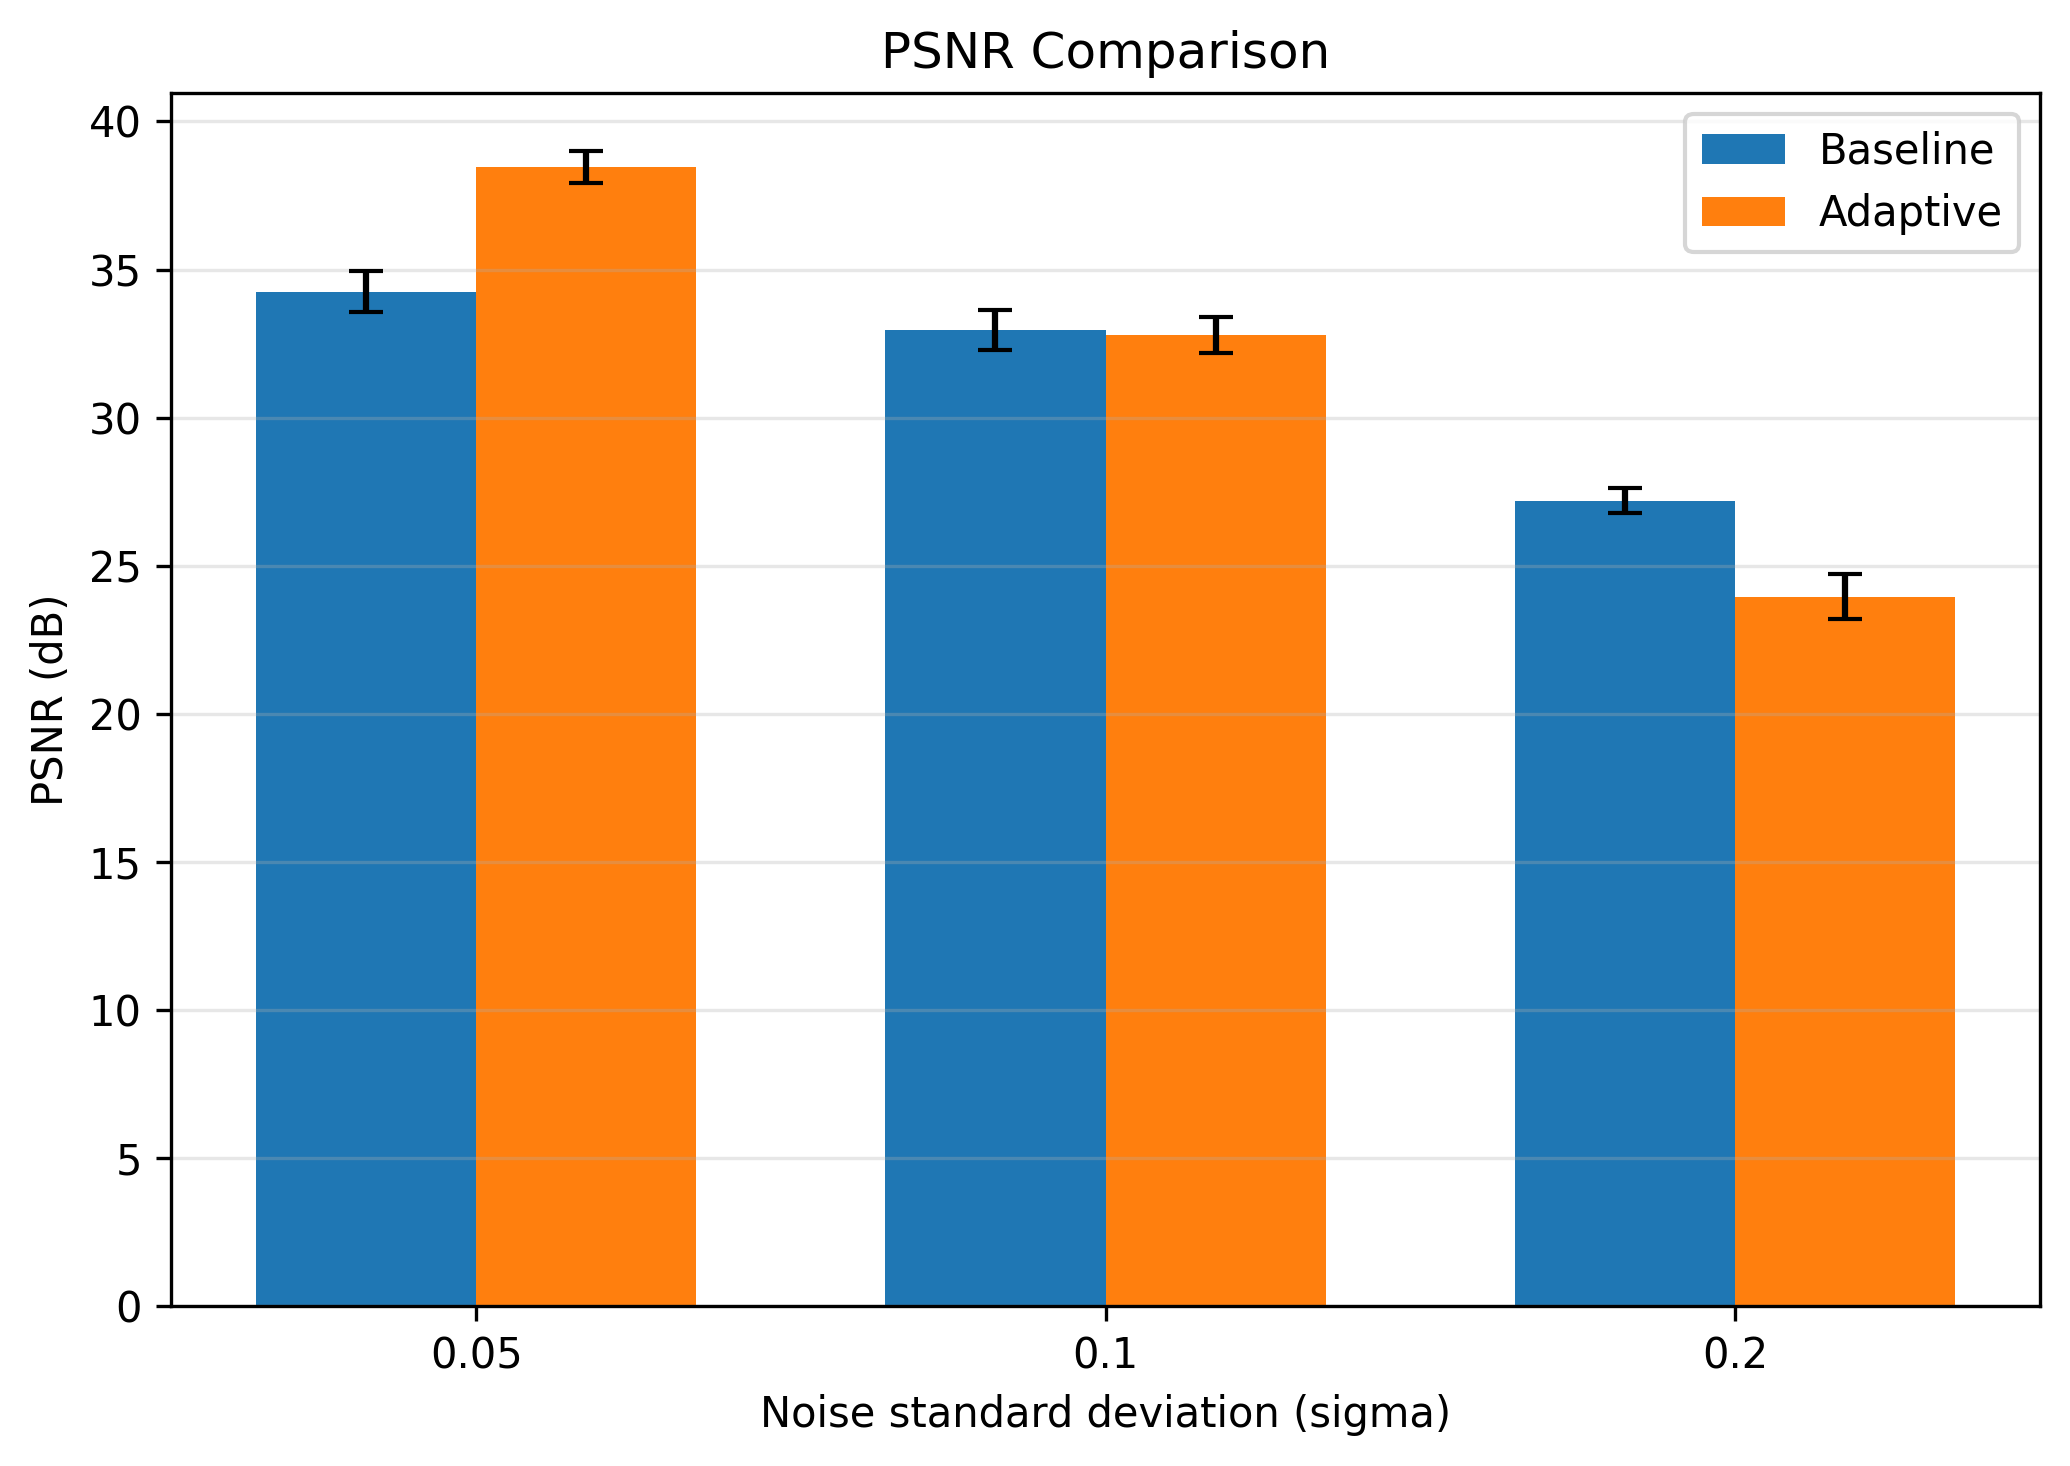 PSNR Comparison
Baseline
Adaptive
PSNR (dB)
40
35
30
25
20
15
10
5
0
0.05 0.1 0.2
Noise standard deviation (sigma)